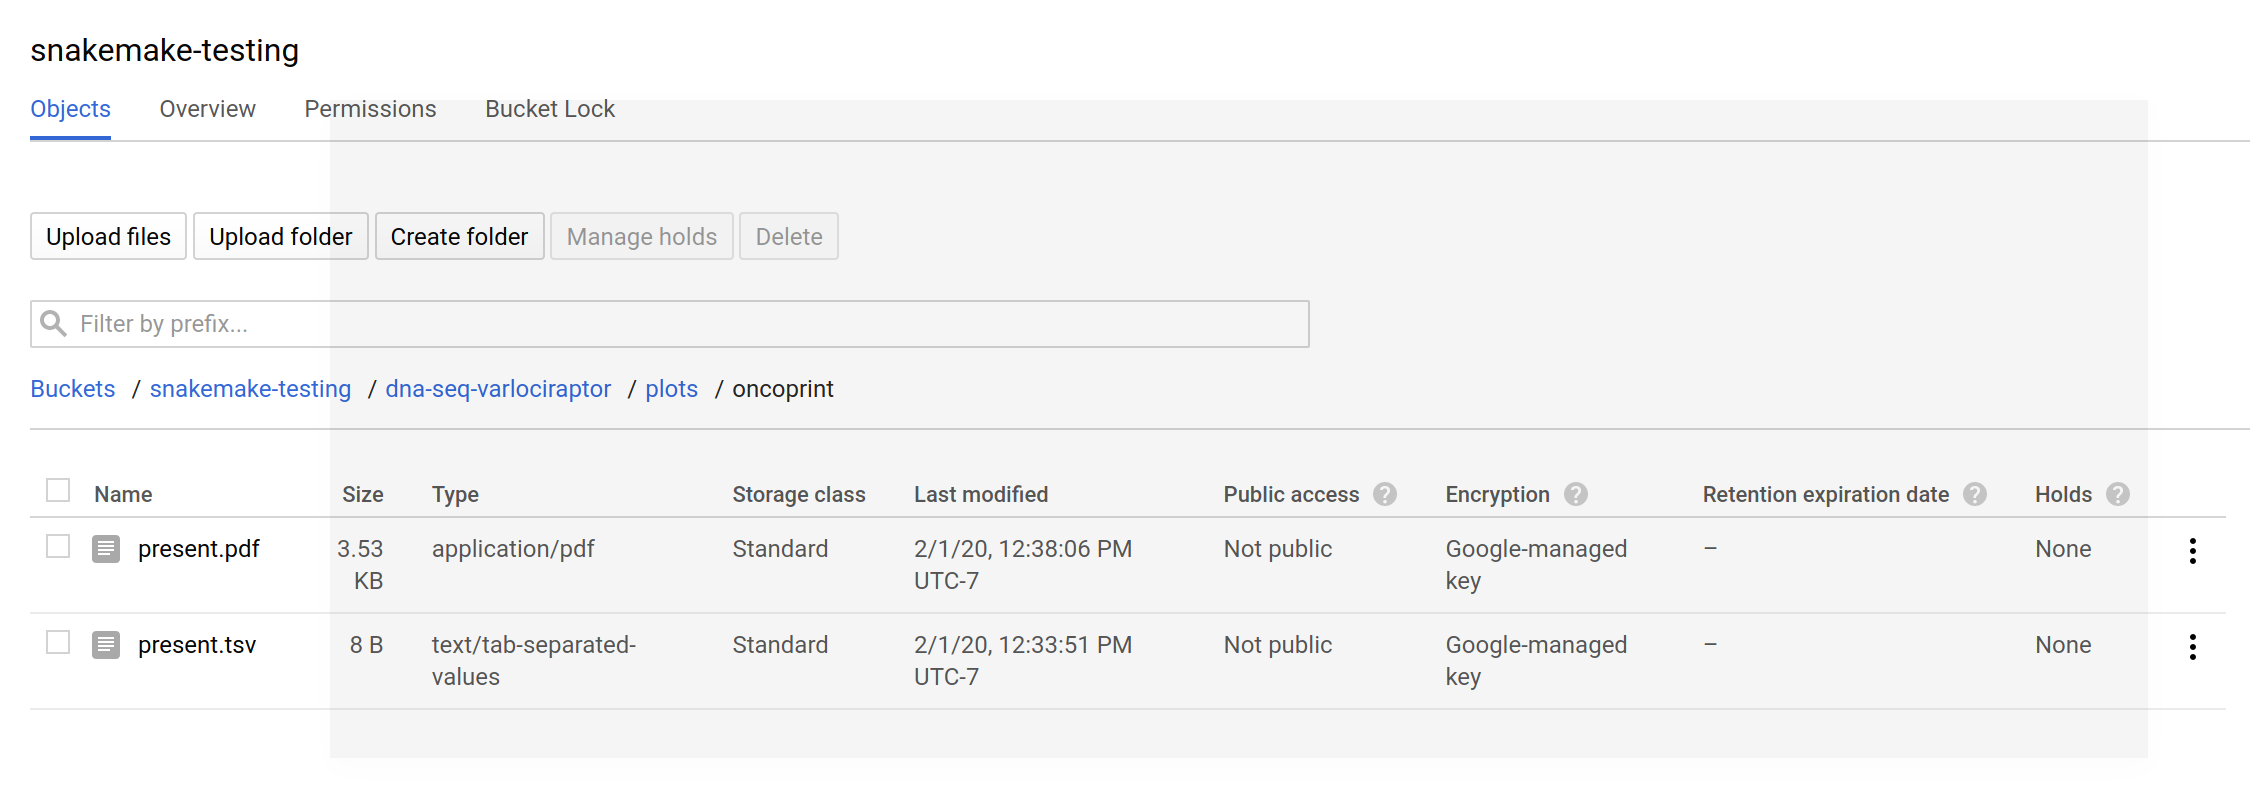 snakemake-testing
Objects Overview Permissions Bucket Lock
Upload files Upload folder Create folder Manage holds Delete
Filter by prefix...
Buckets / snakemake-testing / dna-seq-varlociraptor / plots / oncoprint
Name Size Type Storage class Last modified Public access ? Encryption ? Retention expiration date ? Holds ?
present.pdf 3.53 application/pdf Standard 2/1/20, 12:38:06 PM Not public Google-managed – None
KB UTC-7 key
present.tsv 8 B text/tab-separated- Standard 2/1/20, 12:33:51 PM Not public Google-managed – None
values UTC-7 key